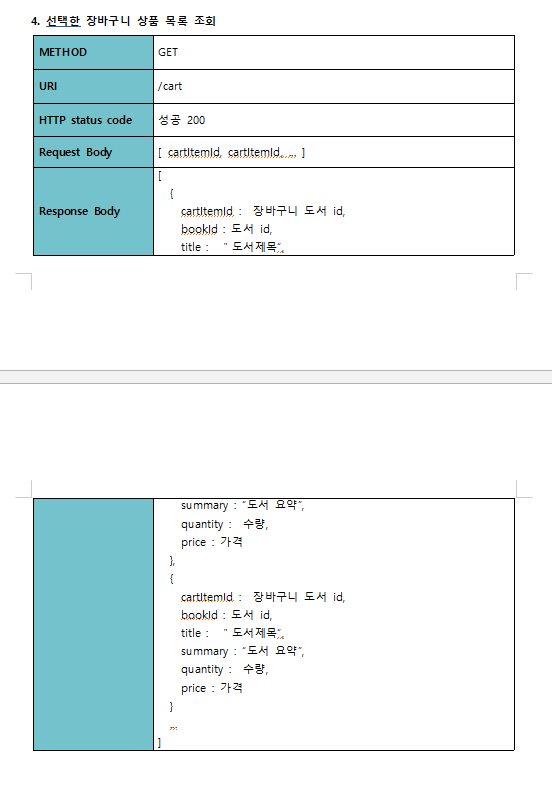 4. 선택한 장바구니 상품 목록 조회
METHOD GET
URI /cart
HTTP status code 성공 200
Request Body [ cartItemId, cartItemId, ,,, ]
Response Body [
{
cartItemId : 장바구니 도서 id,
bookId : 도서 id,
title : “ 도서제목“,
summary : “도서 요약”,
quantity : 수량,
price : 가격
},
{
cartItemId : 장바구니 도서 id,
bookId : 도서 id,
title : “ 도서제목“,
summary : “도서 요약”,
quantity : 수량,
price : 가격
}
,,,
]